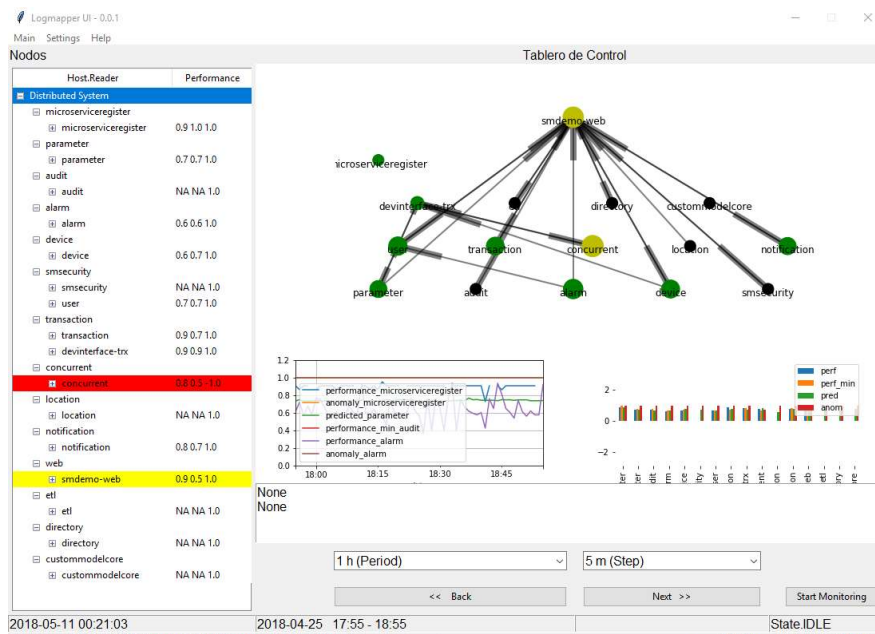 Logmapper UI - 0.0.1
Main Settings Help
Nodos
Tablero de Control
Host.Reader Performance
Distributed System
microserviceregister
microserviceregister 0.9 1.0 1.0
parameter
parameter 0.7 0.7 1.0
audit
audit NA NA 1.0
alarm
alarm 0.6 0.6 1.0
device
device 0.6 0.7 1.0
smsecurity
smsecurity NA NA 1.0
user 0.7 0.7 1.0
transaction
transaction 0.9 0.7 1.0
devinterface-trx 0.9 0.9 1.0
concurrent
concurrent 0.8 0.5 -1.0
location
location NA NA 1.0
notification
notification 0.8 0.7 1.0
web
smdemo-web 0.9 0.5 1.0
etl
etl NA NA 1.0
directory
directory NA NA 1.0
custommodelcore
custommodelcore NA NA 1.0
smdemo-web
icroserviceregister
devinterface-trx directory custommodelcore
user transaction concurrent location notification
parameter audit alarm device smsecurity
1.2
1.0
0.8
0.6
0.4
0.2
0.0
18:00 18:15 18:30 18:45
performance_microserviceregister
anomaly_microserviceregister
predicted_parameter
performance_min_audit
performance_alarm
anomaly_alarm
2
0
−2
perf
perf_min
pred
anom
None
None
1 h (Period) 5 m (Step)
<< Back Next >> Start Monitoring
2018-05-11 00:21:03 2018-04-25 17:55 - 18:55 State.IDLE